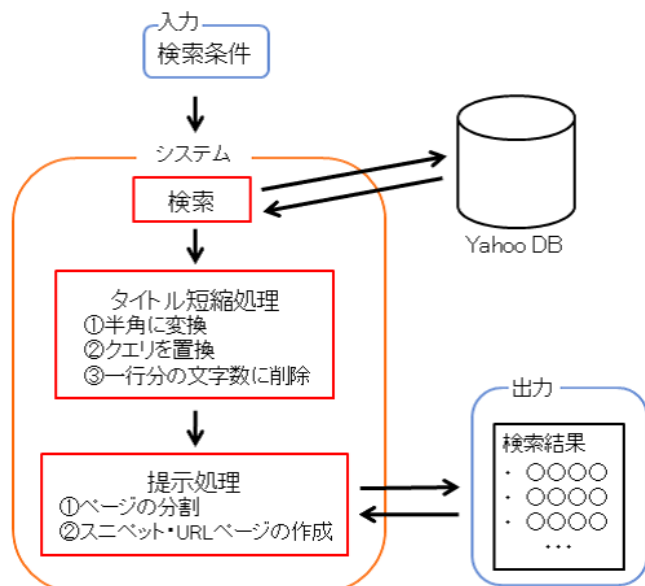 入力
検索条件
システム
検索
Yahoo DB
タイトル短縮処理
①半角に変換
②クエリを置換
③一行分の文字数に削除
提示処理
①ページの分割
②スニペット・URLページの作成
出力
検索結果
・ ○○○○
・ ○○○○
・ ○○○○
・・・